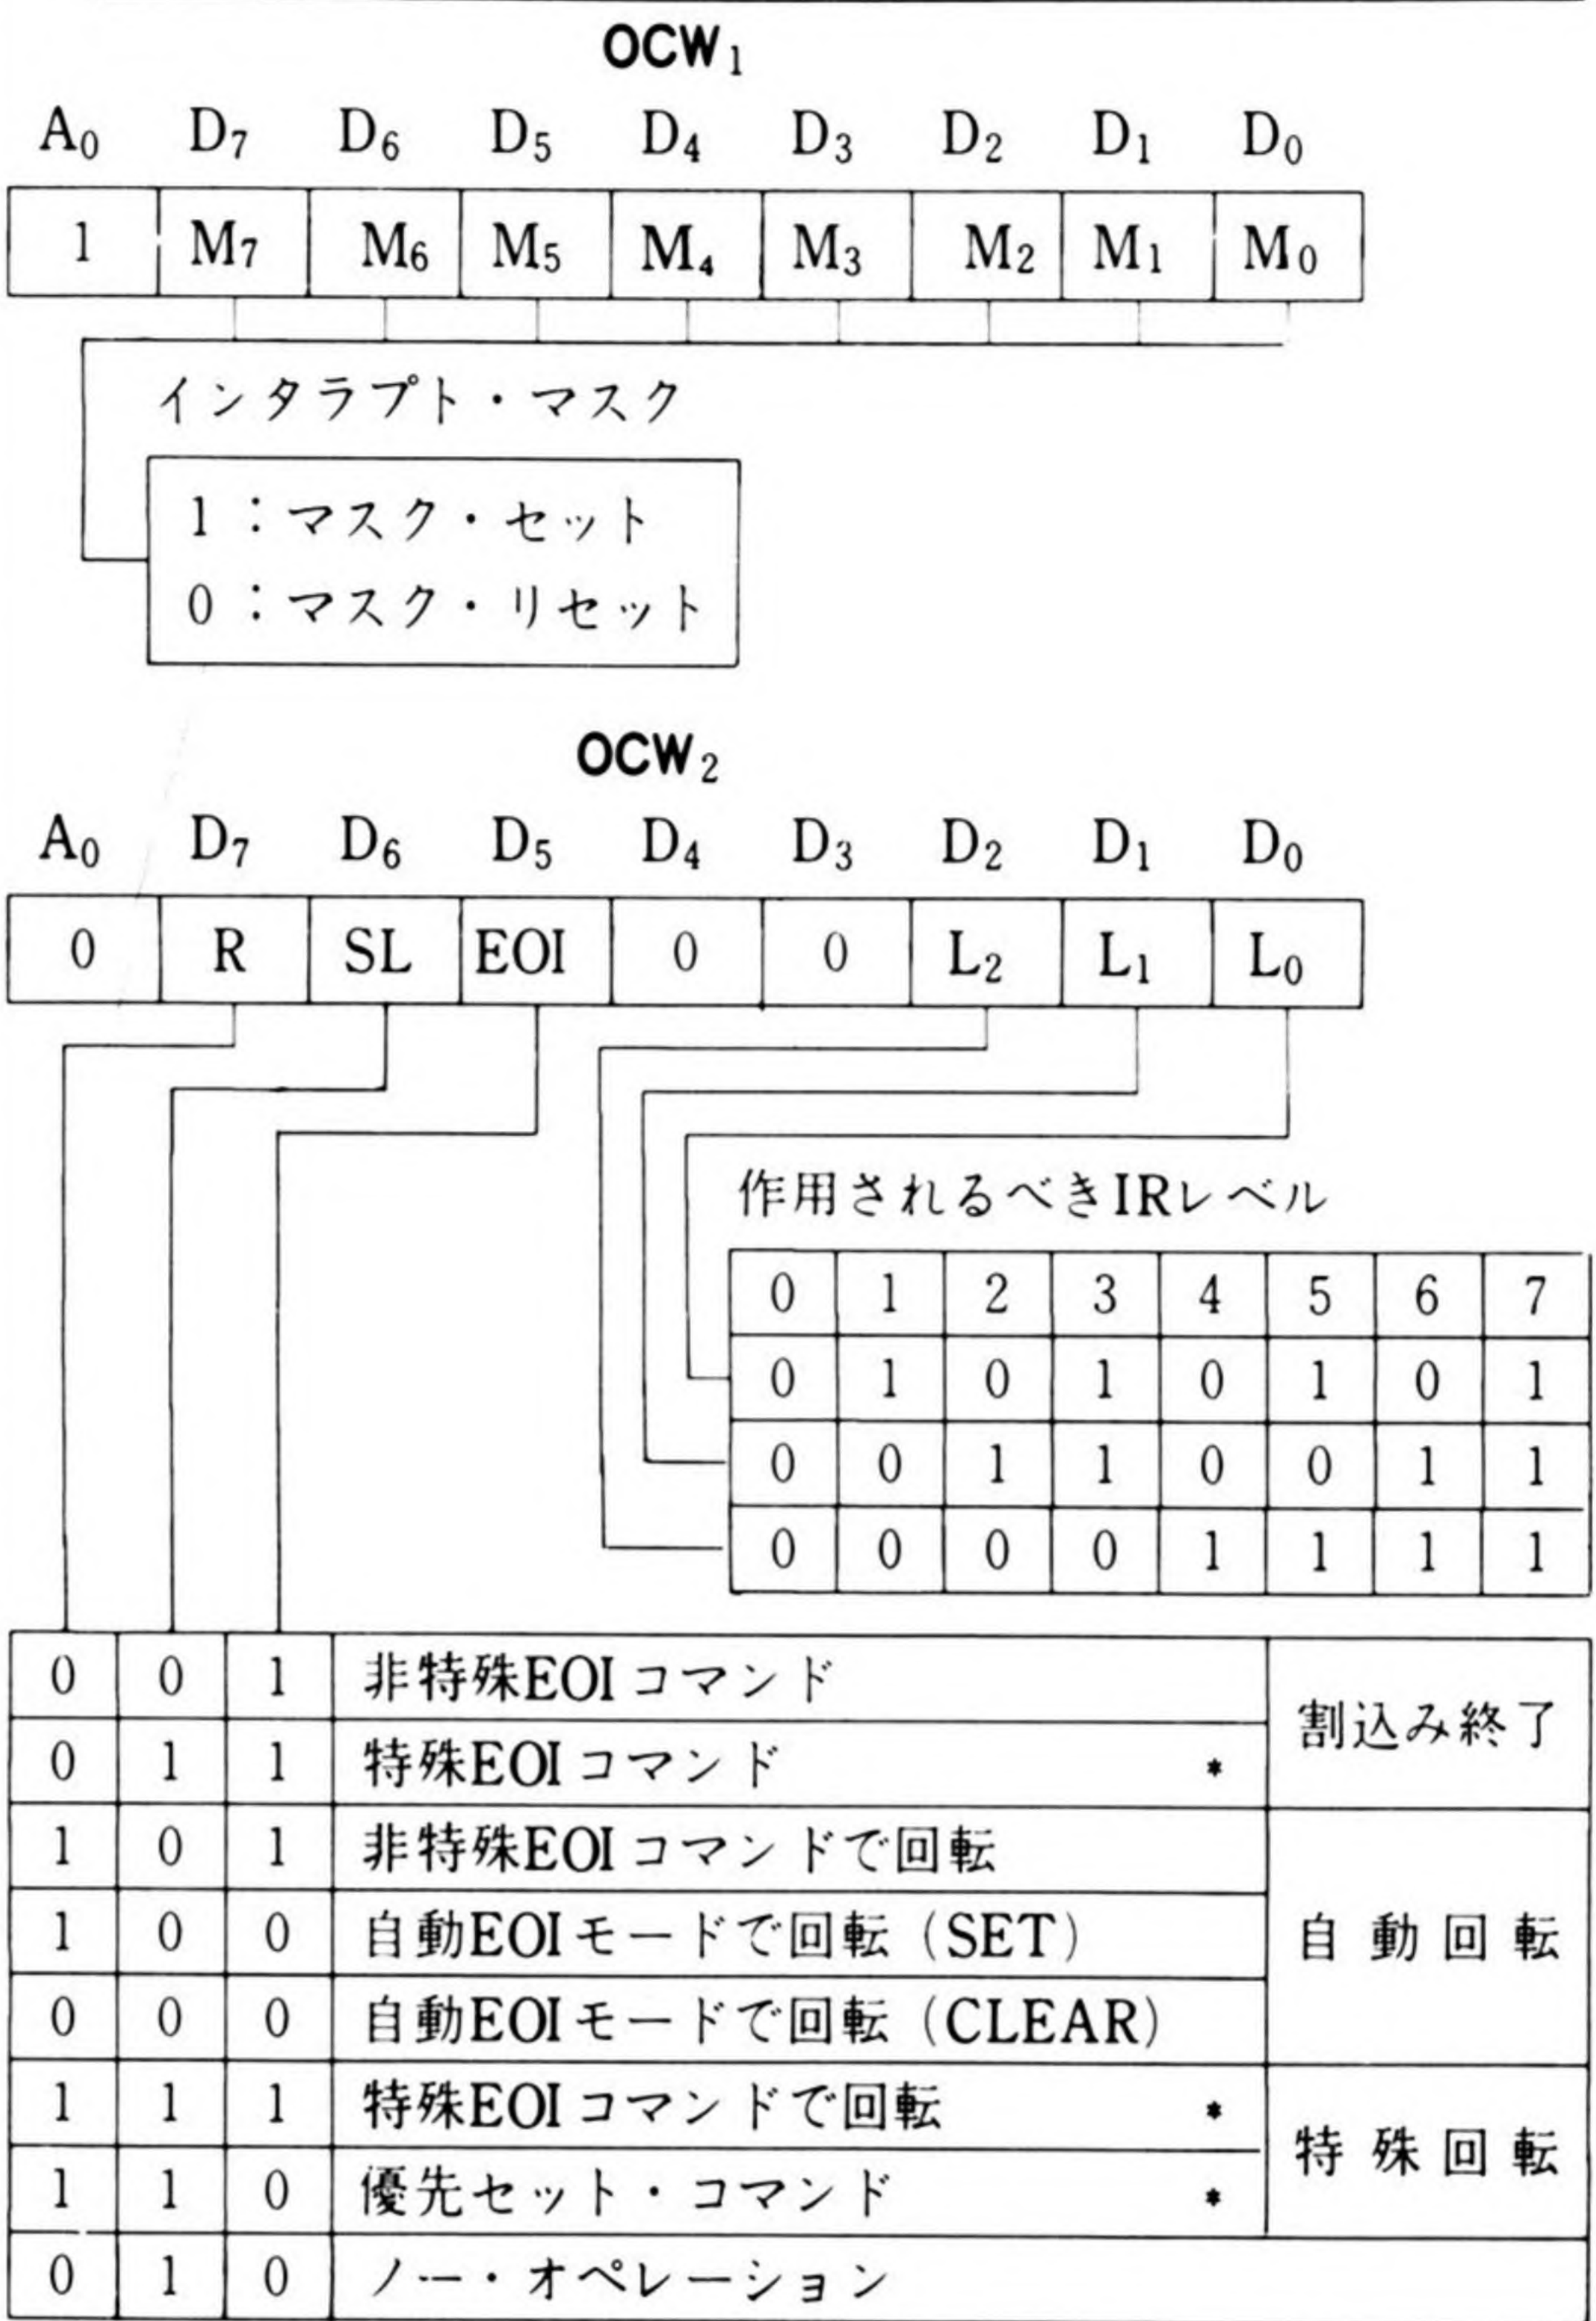 OCW1
A0 D7 D6 D5 D4 D3 D2 D1 D0
1 M7 M6 M5 M4 M3 M2 M1 M0
インタラプト・マスク
1：マスク・セット
0：マスク・リセット
OCW2
A0 D7 D6 D5 D4 D3 D2 D1 D0
0 R SL EOI 0 0 L2 L1 L0
作用されるべきIRレベル
0 1 2 3 4 5 6 7
0 1 0 1 0 1 0 1
0 0 1 1 0 0 1 1
0 0 0 0 1 1 1 1
0 0 1 非特殊EOIコマンド
割込み終了
0 1 1 特殊EOIコマンド *
1 0 1 非特殊EOIコマンドで回転
1 0 0 自動EOIモードで回転（SET）
自動回転
0 0 0 自動EOIモードで回転（CLEAR）
1 1 1 特殊EOIコマンドで回転 *
特殊回転
1 1 0 優先セット・コマンド *
0 1 0 ノー・オペレーション